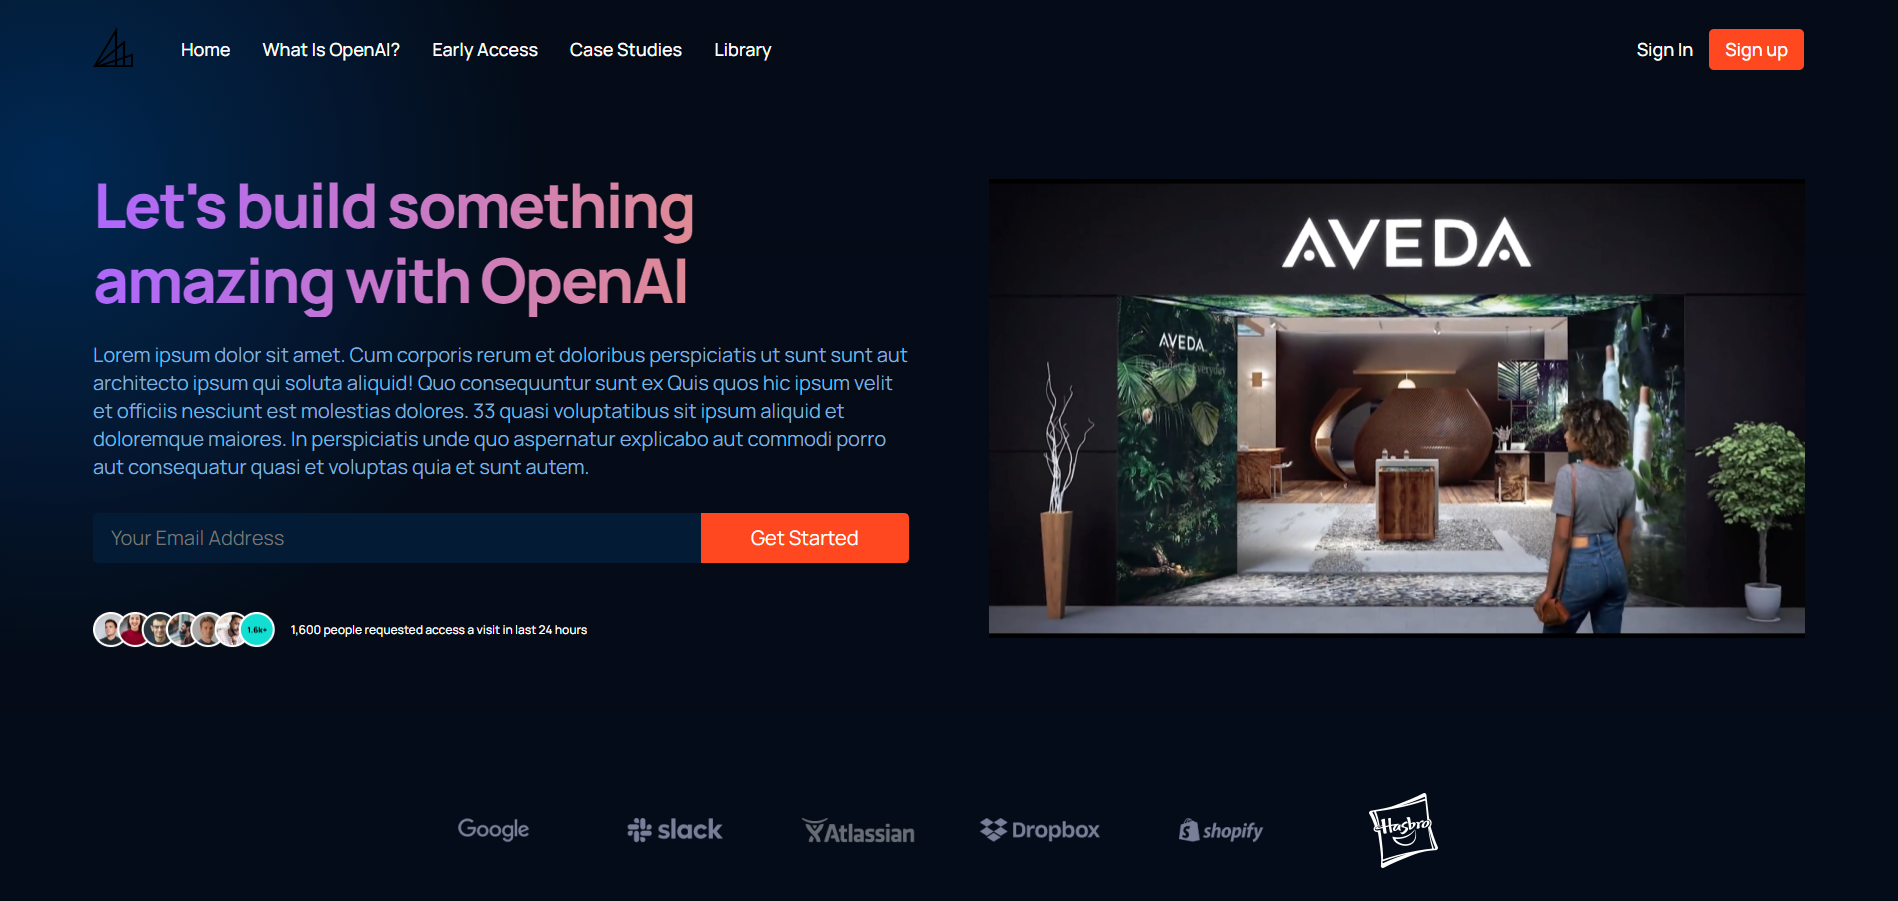 Home
What Is OpenAI?
Early Access
Case Studies
Library
Sign In
Sign up
Let's build something
amazing with OpenAI
Lorem ipsum dolor sit amet. Cum corporis rerum et doloribus perspiciatis ut sunt sunt aut
architecto ipsum qui soluta aliquid! Quo consequuntur sunt ex Quis quos hic ipsum velit
et officiis nesciunt est molestias dolores. 33 quasi voluptatibus sit ipsum aliquid et
doloremque maiores. In perspiciatis unde quo aspernatur explicabo aut commodi porro
aut consequatur quasi et voluptas quia et sunt autem.
Your Email Address
Get Started
1.6k+
1,600 people requested access a visit in last 24 hours
AVEDA
AVEDA
Everyday
Google
slack
Atlassian
Dropbox
shopify
Hasbro